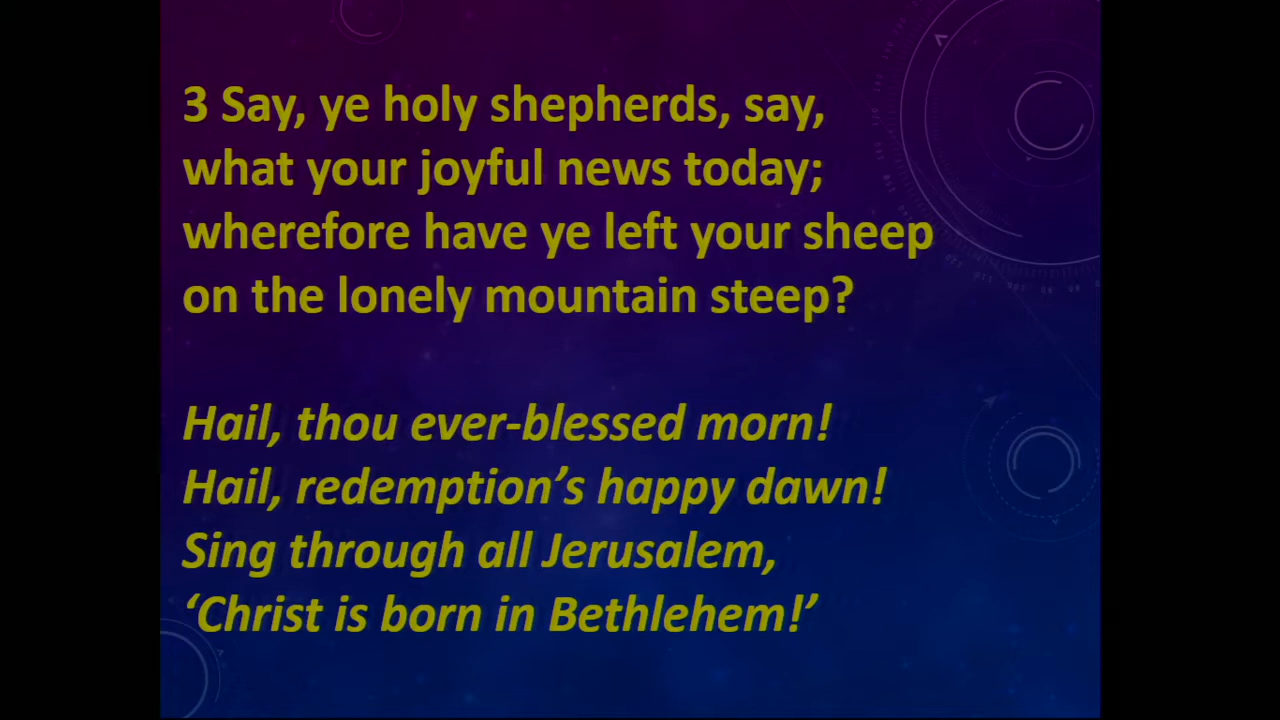 3 Say, ye holy shepherds, say,
what your joyful news today;
wherefore have ye left your sheep
on the lonely mountain steep?
Hail, thou ever-blessed morn!
Hail, redemption’s happy dawn!
Sing through all Jerusalem,
‘Christ is born in Bethlehem!’